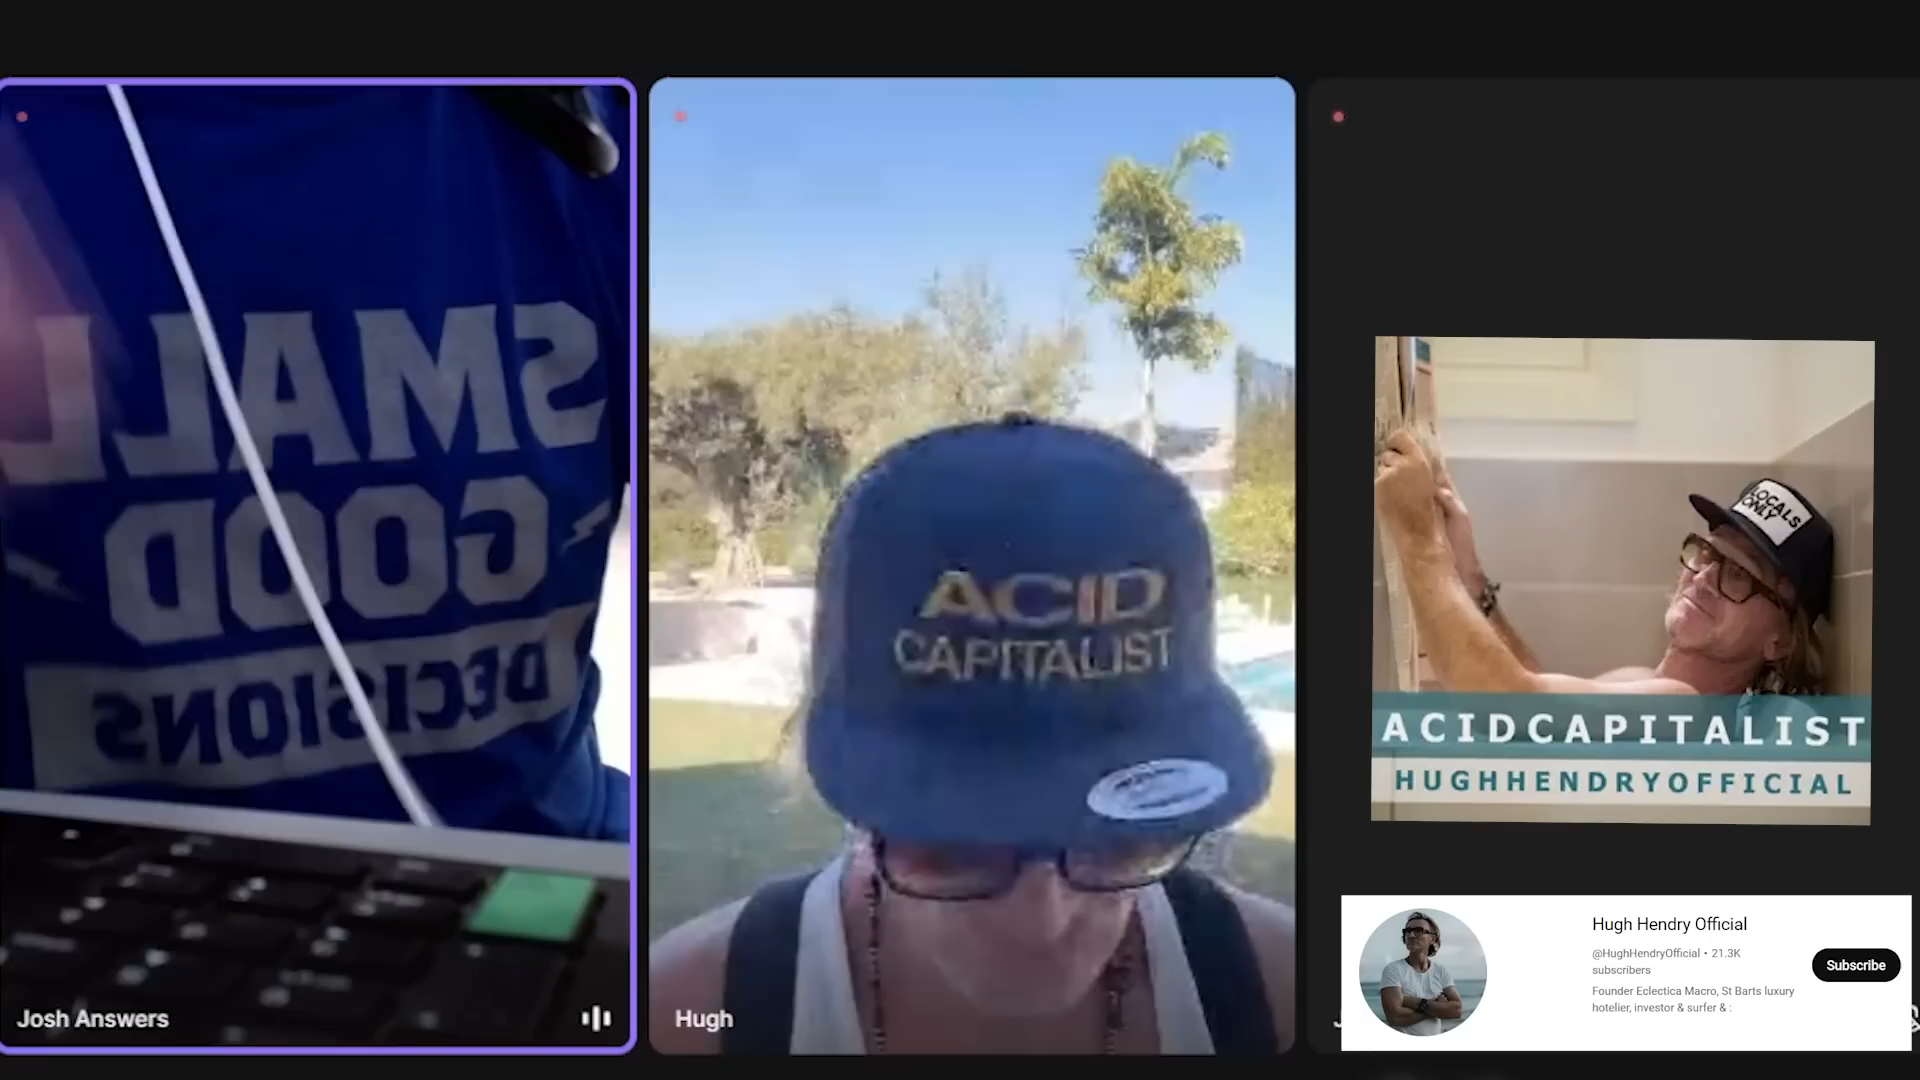 SMALL
GOOD
DECISIONS
Josh Answers
ACID
CAPITALIST
Hugh
LOCALS
ONLY
ACIDCAPITALIST
HUGHHENDRYOFFICIAL
Hugh Hendry Official
@HughHendryOfficial • 21.3K
subscribers
Founder Eclectica Macro, St Barts luxury
hotelier, investor & surfer & :
Subscribe